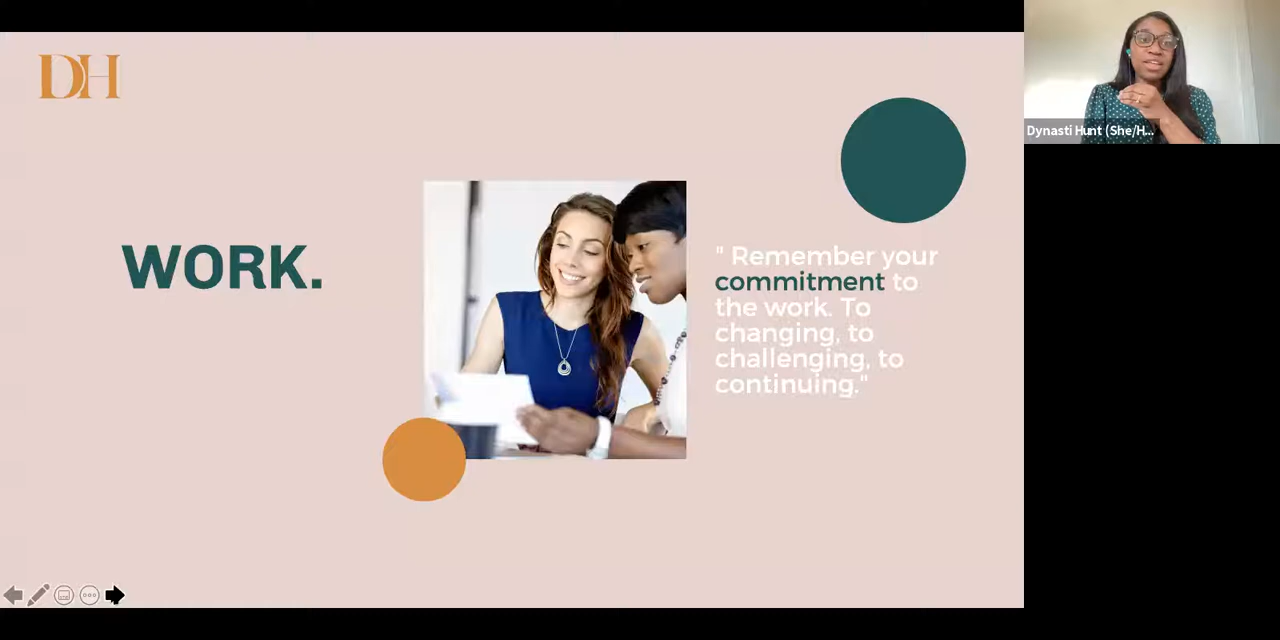 DH
WORK.
" Remember your
commitment to
the work. To
changing, to
challenging, to
continuing."
Dynasti Hunt (She/H...